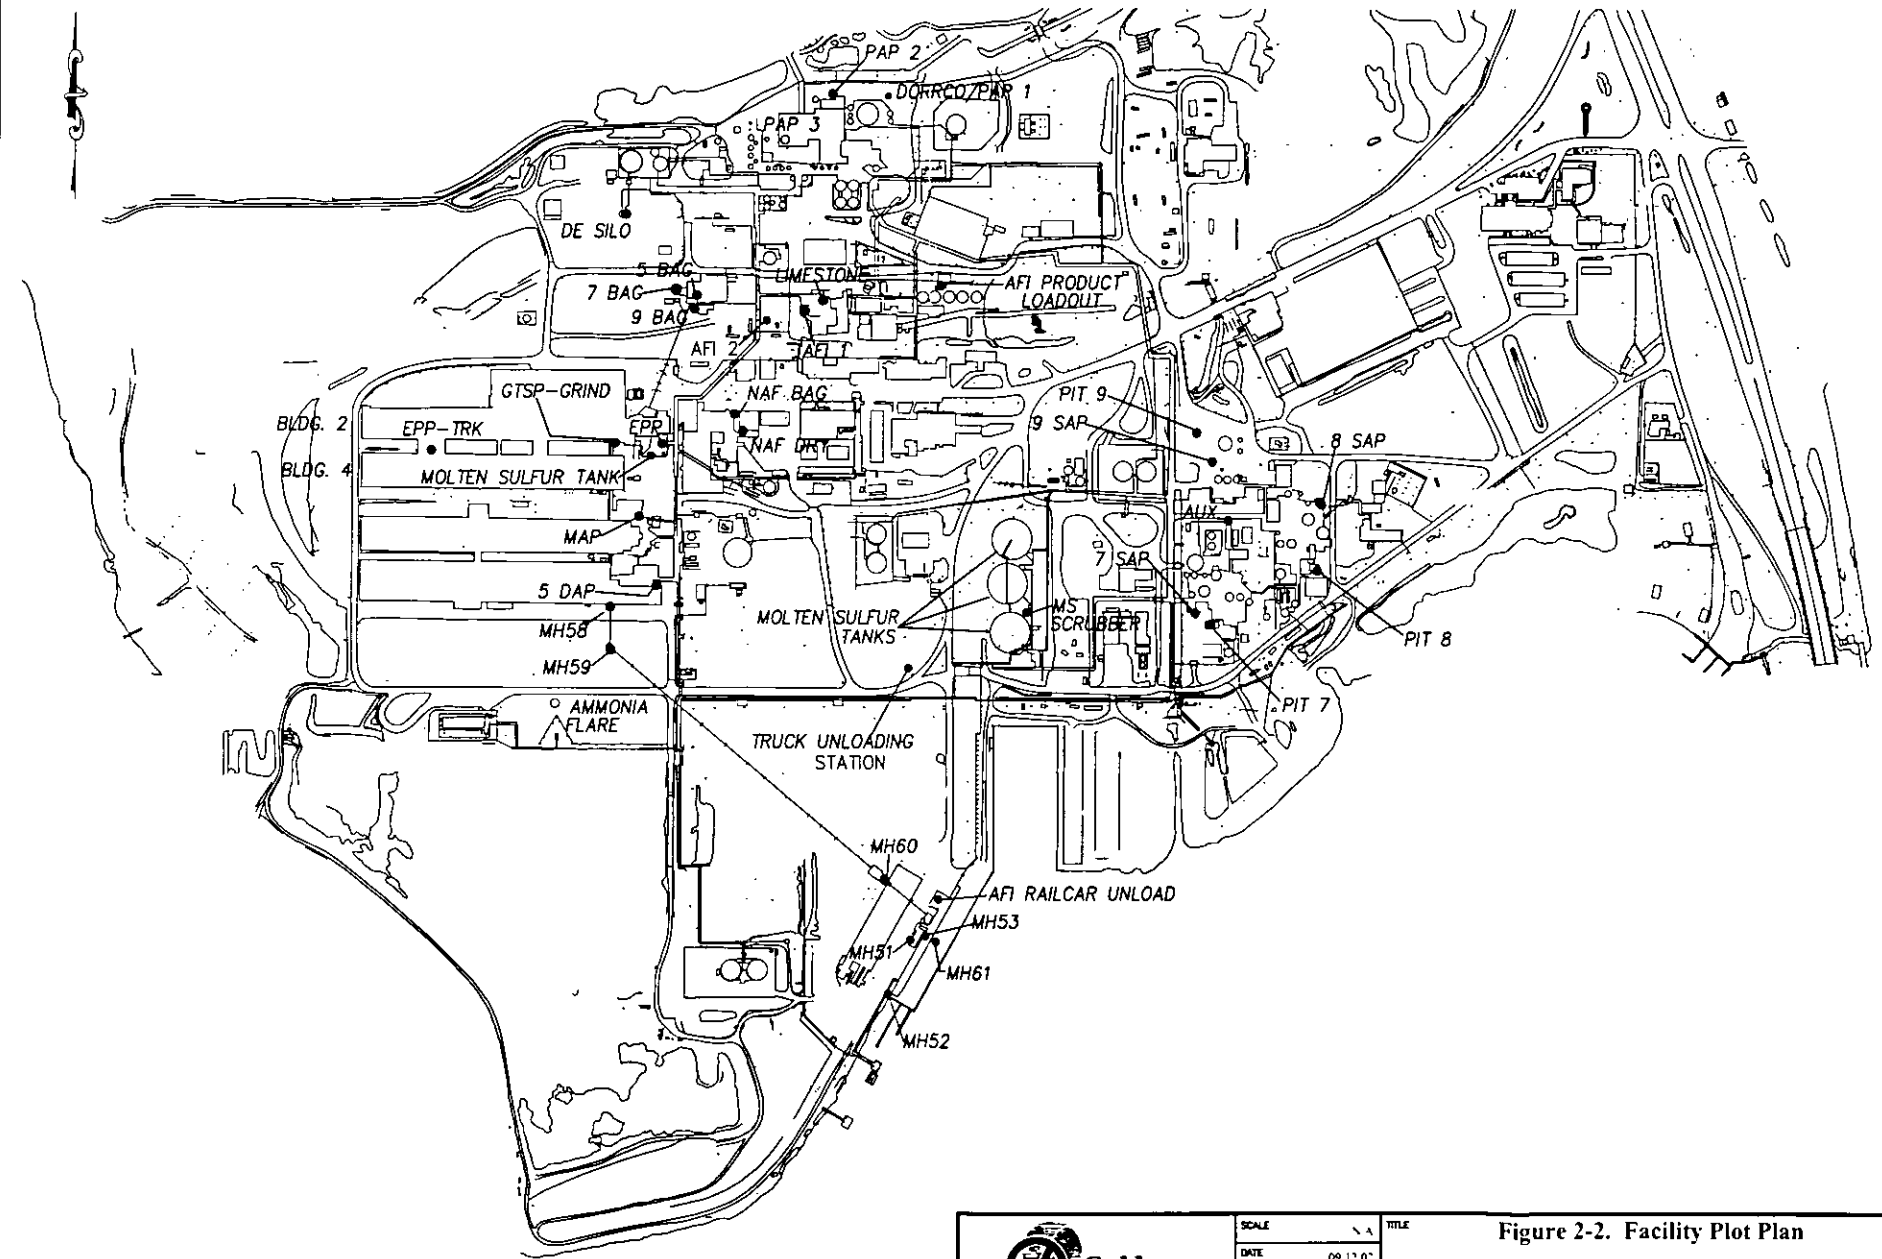 PAP 2
DORRCO/PAP 1
PAP 3
DE SILO
5 BAG
LIMESTONE
7 BAG
AFI PRODUCT
LOADOUT
9 BAG
AFI 2
AFI 1
GTSP-GRIND
NAF BAG
PIT 9
BLDG. 2
EPP-TRK
EPP
9 SAP
8 SAP
NAF DRY
BLDG. 4
MOLTEN SULFUR TANK
AUX
MAP
7 SAP
5 DAP
MOLTEN SULFUR
TANKS
MS
SCRUBBER
MH58
PIT 8
MH59
AMMONIA
FLARE
PIT 7
TRUCK UNLOADING
STATION
MH60
AFI RAILCAR UNLOAD
MH53
MH51
MH61
MH52
SCALE
TITLE
Figure 2-2. Facility Plot Plan
DATE